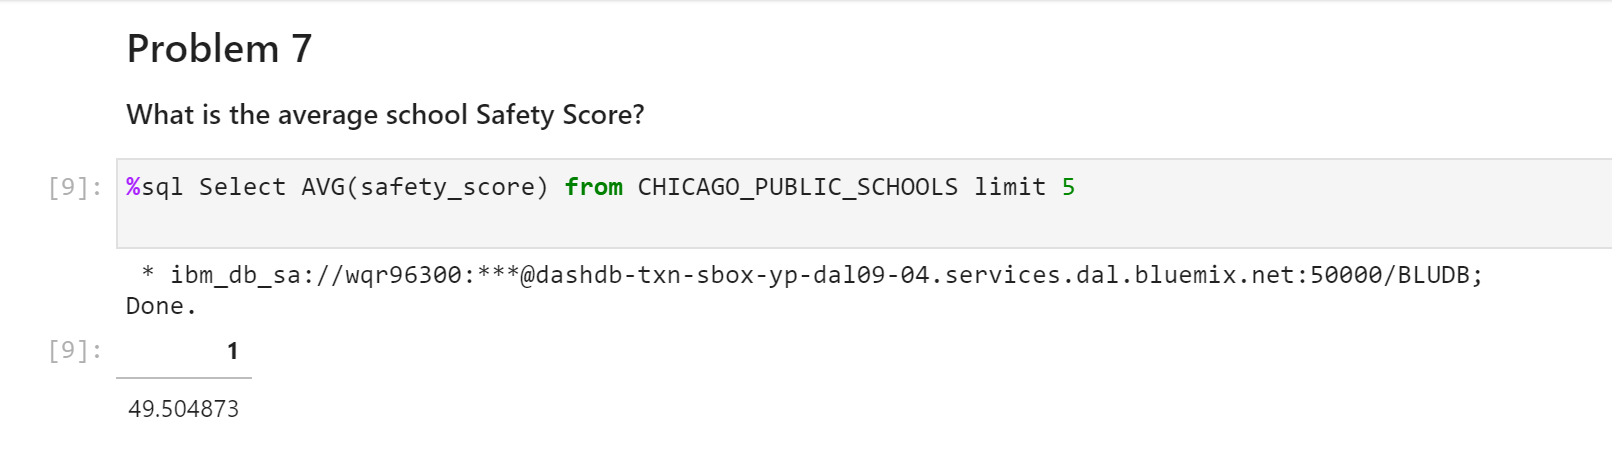 Problem 7
What is the average school Safety Score?
[9]: %sql Select AVG(safety_score) from CHICAGO_PUBLIC_SCHOOLS limit 5
* ibm_db_sa://wqr96300:***@dashdb-txn-sbox-yp-dal09-04.services.dal.bluemix.net:50000/BLUDB;
Done.
[9]: 1
49.504873